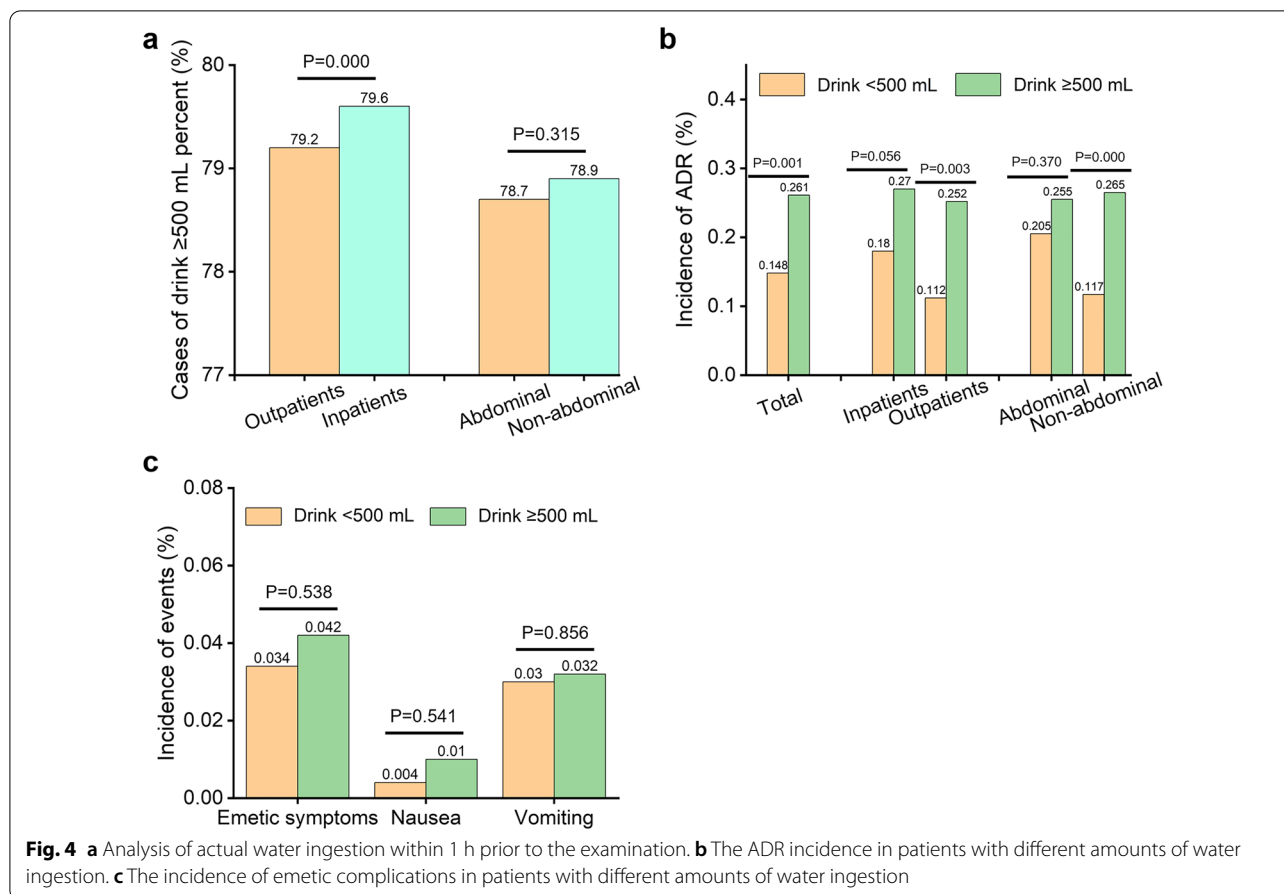 a
Cases of drink ≥500 mL percent (%)
80
79
78
77
P=0.000
79.2
79.6
P=0.315
78.7
78.9
Outpatients
Inpatients
Abdominal
Non-abdominal
b
Incidence of ADR (%)
0.4
0.3
0.2
0.1
0.0
Drink <500 mL
Drink ≥500 mL
P=0.001
0.148
0.261
P=0.056
0.18
0.27
P=0.003
0.112
0.252
P=0.370
0.205
0.255
P=0.000
0.117
0.265
Total
Inpatients
Outpatients
Abdominal
Non-abdominal
c
Incidence of events (%)
0.08
0.06
0.04
0.02
0.00
Drink <500 mL
Drink ≥500 mL
P=0.538
0.034
0.042
P=0.541
0.004
0.01
P=0.856
0.03
0.032
Emetic symptoms
Nausea
Vomiting
Fig. 4 a Analysis of actual water ingestion within 1 h prior to the examination. b The ADR incidence in patients with different amounts of water
ingestion. c The incidence of emetic complications in patients with different amounts of water ingestion